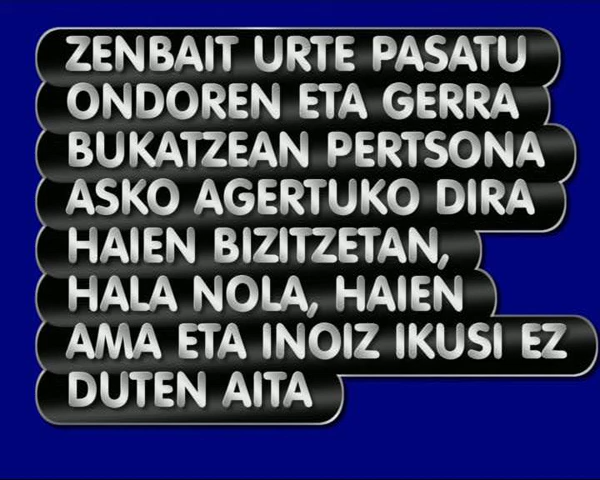 ZENBAIT URTE PASATU
ONDOREN ETA GERRA
BUKATZEAN PERTSONA
ASKO AGERTUKO DIRA
HAIEN BIZITZETAN,
HALA NOLA, HAIEN
AMA ETA INOIZ IKUSI EZ
DUTEN AITA